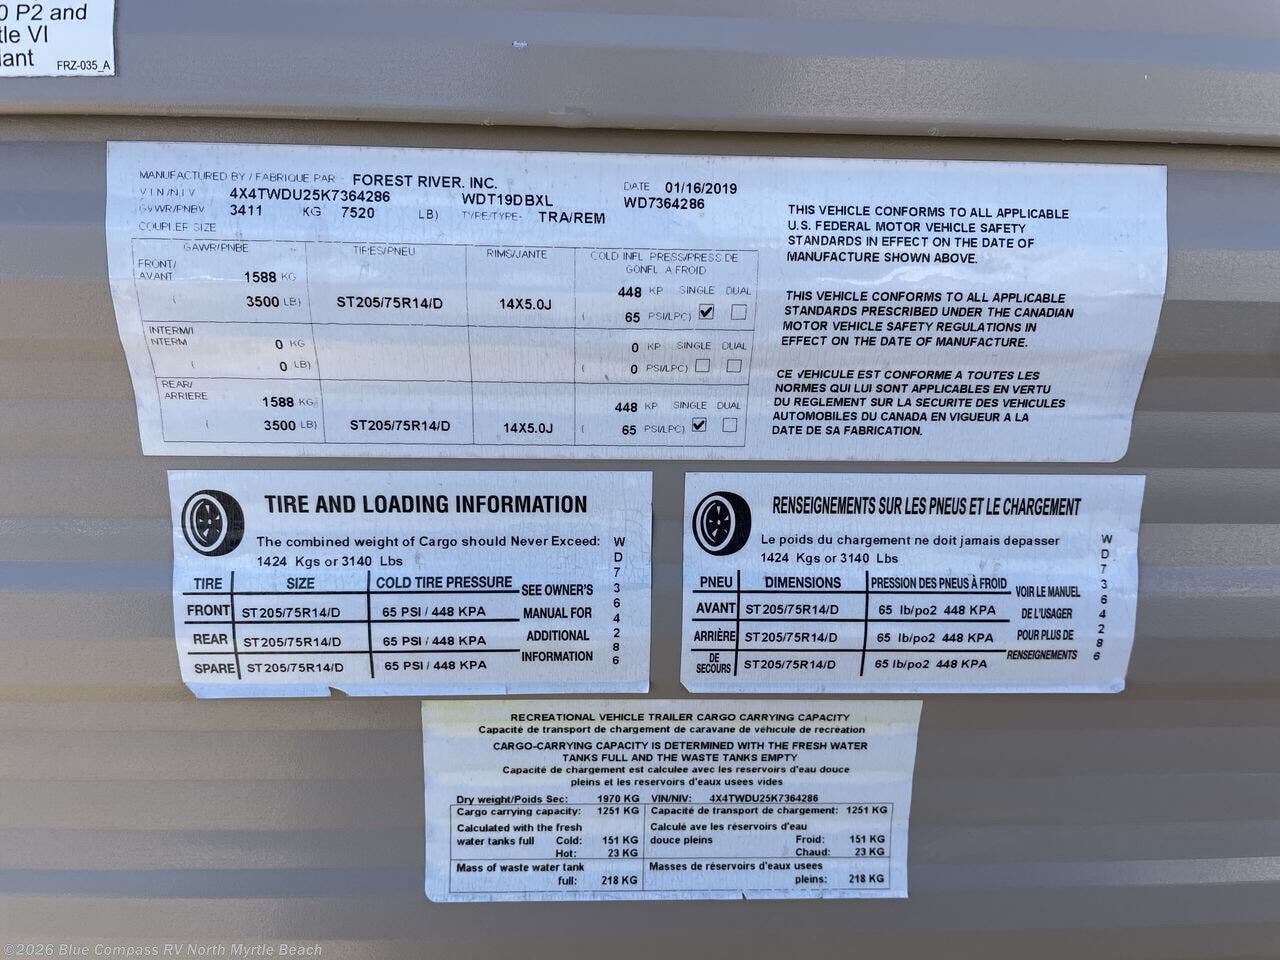 0 P2 and
tle VI
iant
FRZ-035_A
MANUFACTURED BY / FABRIQUE PAR FOREST RIVER. INC. DATE 01/16/2019
VIN/NIV 4X4TWDU25K7364286 WDT19DBXL WD7364286
GVWR/PNBV 3411 KG 7520 LB) TYPE/TYPE- TRA/REM
COUPLER SIZE
GAWR/PNBE TIRES/PNEU RIMS/JANTE COLD INFL PRESS/PRESS DE
GONFL A FROID
FRONT/
AVANT 1588 KG 448 KP SINGLE DUAL
( 3500 LB) ST205/75R14/D 14X5.0J ( 65 PSI/LPC)
INTERM/I
NTERM 0 KG 0 KP SINGLE DUAL
( 0 LB) ( 0 PSI/LPC)
REAR/
ARRIERE 1588 KG 448 KP SINGLE DUAL
( 3500 LB) ST205/75R14/D 14X5.0J ( 65 PSI/LPC)
THIS VEHICLE CONFORMS TO ALL APPLICABLE
U.S. FEDERAL MOTOR VEHICLE SAFETY
STANDARDS IN EFFECT ON THE DATE OF
MANUFACTURE SHOWN ABOVE.
THIS VEHICLE CONFORMS TO ALL APPLICABLE
STANDARDS PRESCRIBED UNDER THE CANADIAN
MOTOR VEHICLE SAFETY REGULATIONS IN
EFFECT ON THE DATE OF MANUFACTURE.
CE VEHICULE EST CONFORME A TOUTES LES
NORMES QUI LUI SONT APPLICABLES EN VERTU
DU REGLEMENT SUR LA SECURITE DES VEHICULES
AUTOMOBILES DU CANADA EN VIGUEUR A LA
DATE DE SA FABRICATION.
TIRE AND LOADING INFORMATION
The combined weight of Cargo should Never Exceed:
1424 Kgs or 3140 Lbs
TIRE SIZE COLD TIRE PRESSURE
FRONT ST205/75R14/D 65 PSI / 448 KPA
REAR ST205/75R14/D 65 PSI / 448 KPA
SPARE ST205/75R14/D 65 PSI / 448 KPA
SEE OWNER'S
MANUAL FOR
ADDITIONAL
INFORMATION
WD7364286
RENSEIGNEMENTS SUR LES PNEUS ET LE CHARGEMENT
Le poids du chargement ne doit jamais depasser
1424 Kgs or 3140 Lbs
PNEU DIMENSIONS PRESSION DES PNEUS À FROID
AVANT ST205/75R14/D 65 lb/po2 448 KPA
ARRIÈRE ST205/75R14/D 65 lb/po2 448 KPA
DE
SECOURS ST205/75R14/D 65 lb/po2 448 KPA
VOIR LE MANUEL
DE L'USAGER
POUR PLUS DE
RENSEIGNEMENTS
WD7364286
RECREATIONAL VEHICLE TRAILER CARGO CARRYING CAPACITY
Capacité de transport de chargement de caravane de véhicule de recreation
CARGO-CARRYING CAPACITY IS DETERMINED WITH THE FRESH WATER
TANKS FULL AND THE WASTE TANKS EMPTY
Capacité de chargement est calculee avec les reservoirs d'eau douce
pleins et les reservoirs d'eaux usees vides
Dry weight/Poids Sec: 1970 KG VIN/NIV: 4X4TWDU25K7364286
Cargo carrying capacity: 1251 KG Capacité de transport de chargement: 1251 KG
Calculated with the fresh Calculé ave les réservoirs d'eau
water tanks full Cold: 151 KG douce pleins Froid: 151 KG
Hot: 23 KG Chaud: 23 KG
Mass of waste water tank Masses de réservoirs d'eaux usees
full: 218 KG pleins: 218 KG
©2026 Blue Compass RV North Myrtle Beach